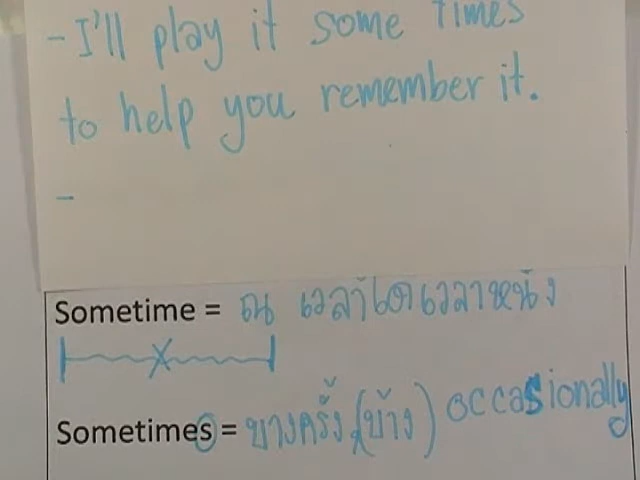 - I'll play it some times
to help you remember it.
-
Sometime = ณ เวลาใดเวลาหนึ่ง
Sometimes = บางครั้ง (บ้าง) occasionally